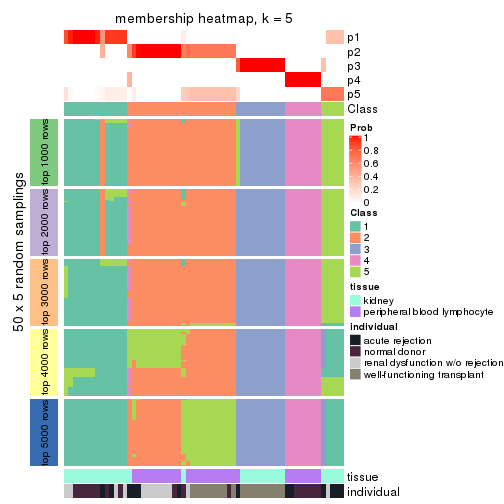 membership heatmap, k = 5
p1
p2
p3
p4
p5
Class
50 x 5 random samplings
top 1000 rows
top 2000 rows
top 3000 rows
top 4000 rows
top 5000 rows
Prob
1
0.8
0.6
0.4
0.2
0
Class
1
2
3
4
5
tissue
kidney
peripheral blood lymphocyte
individual
acute rejection
normal donor
renal dysfunction w/o rejection
well-functioning transplant
tissue
individual